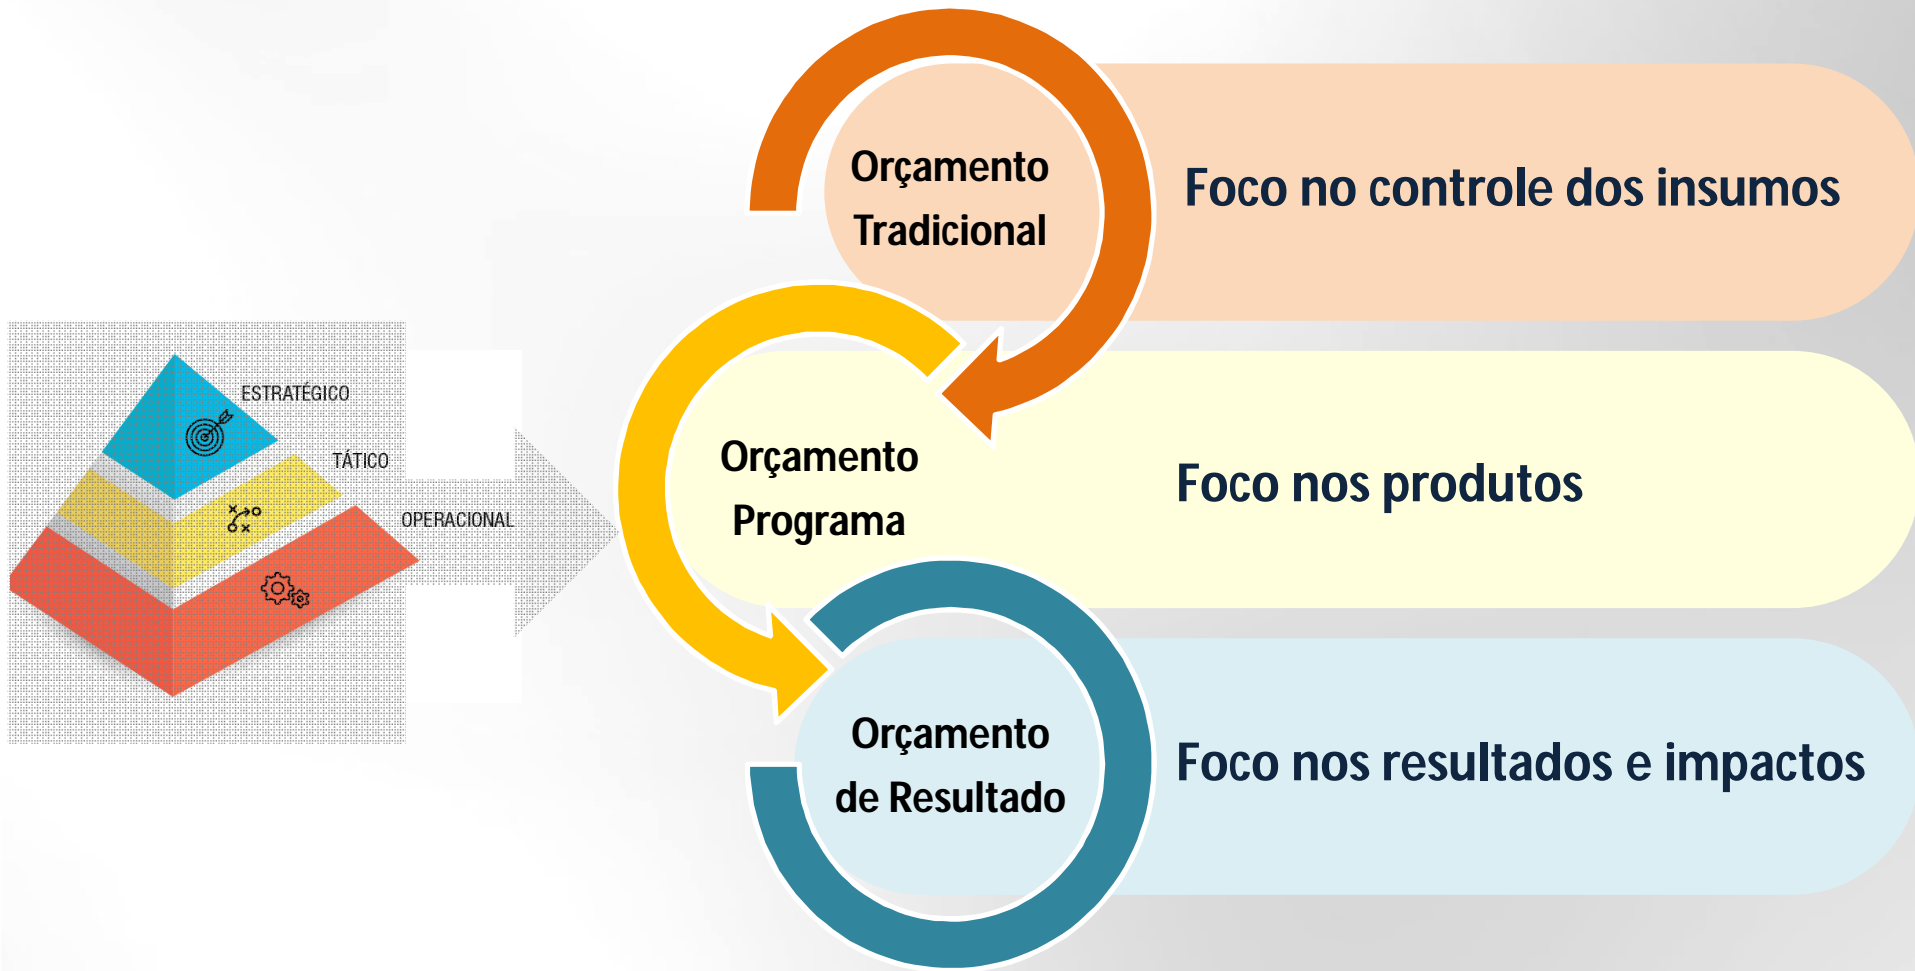 ESTRATÉGICO
TÁTICO
OPERACIONAL
Orçamento
Tradicional
Foco no controle dos insumos
Orçamento
Programa
Foco nos produtos
Orçamento
de Resultado
Foco nos resultados e impactos